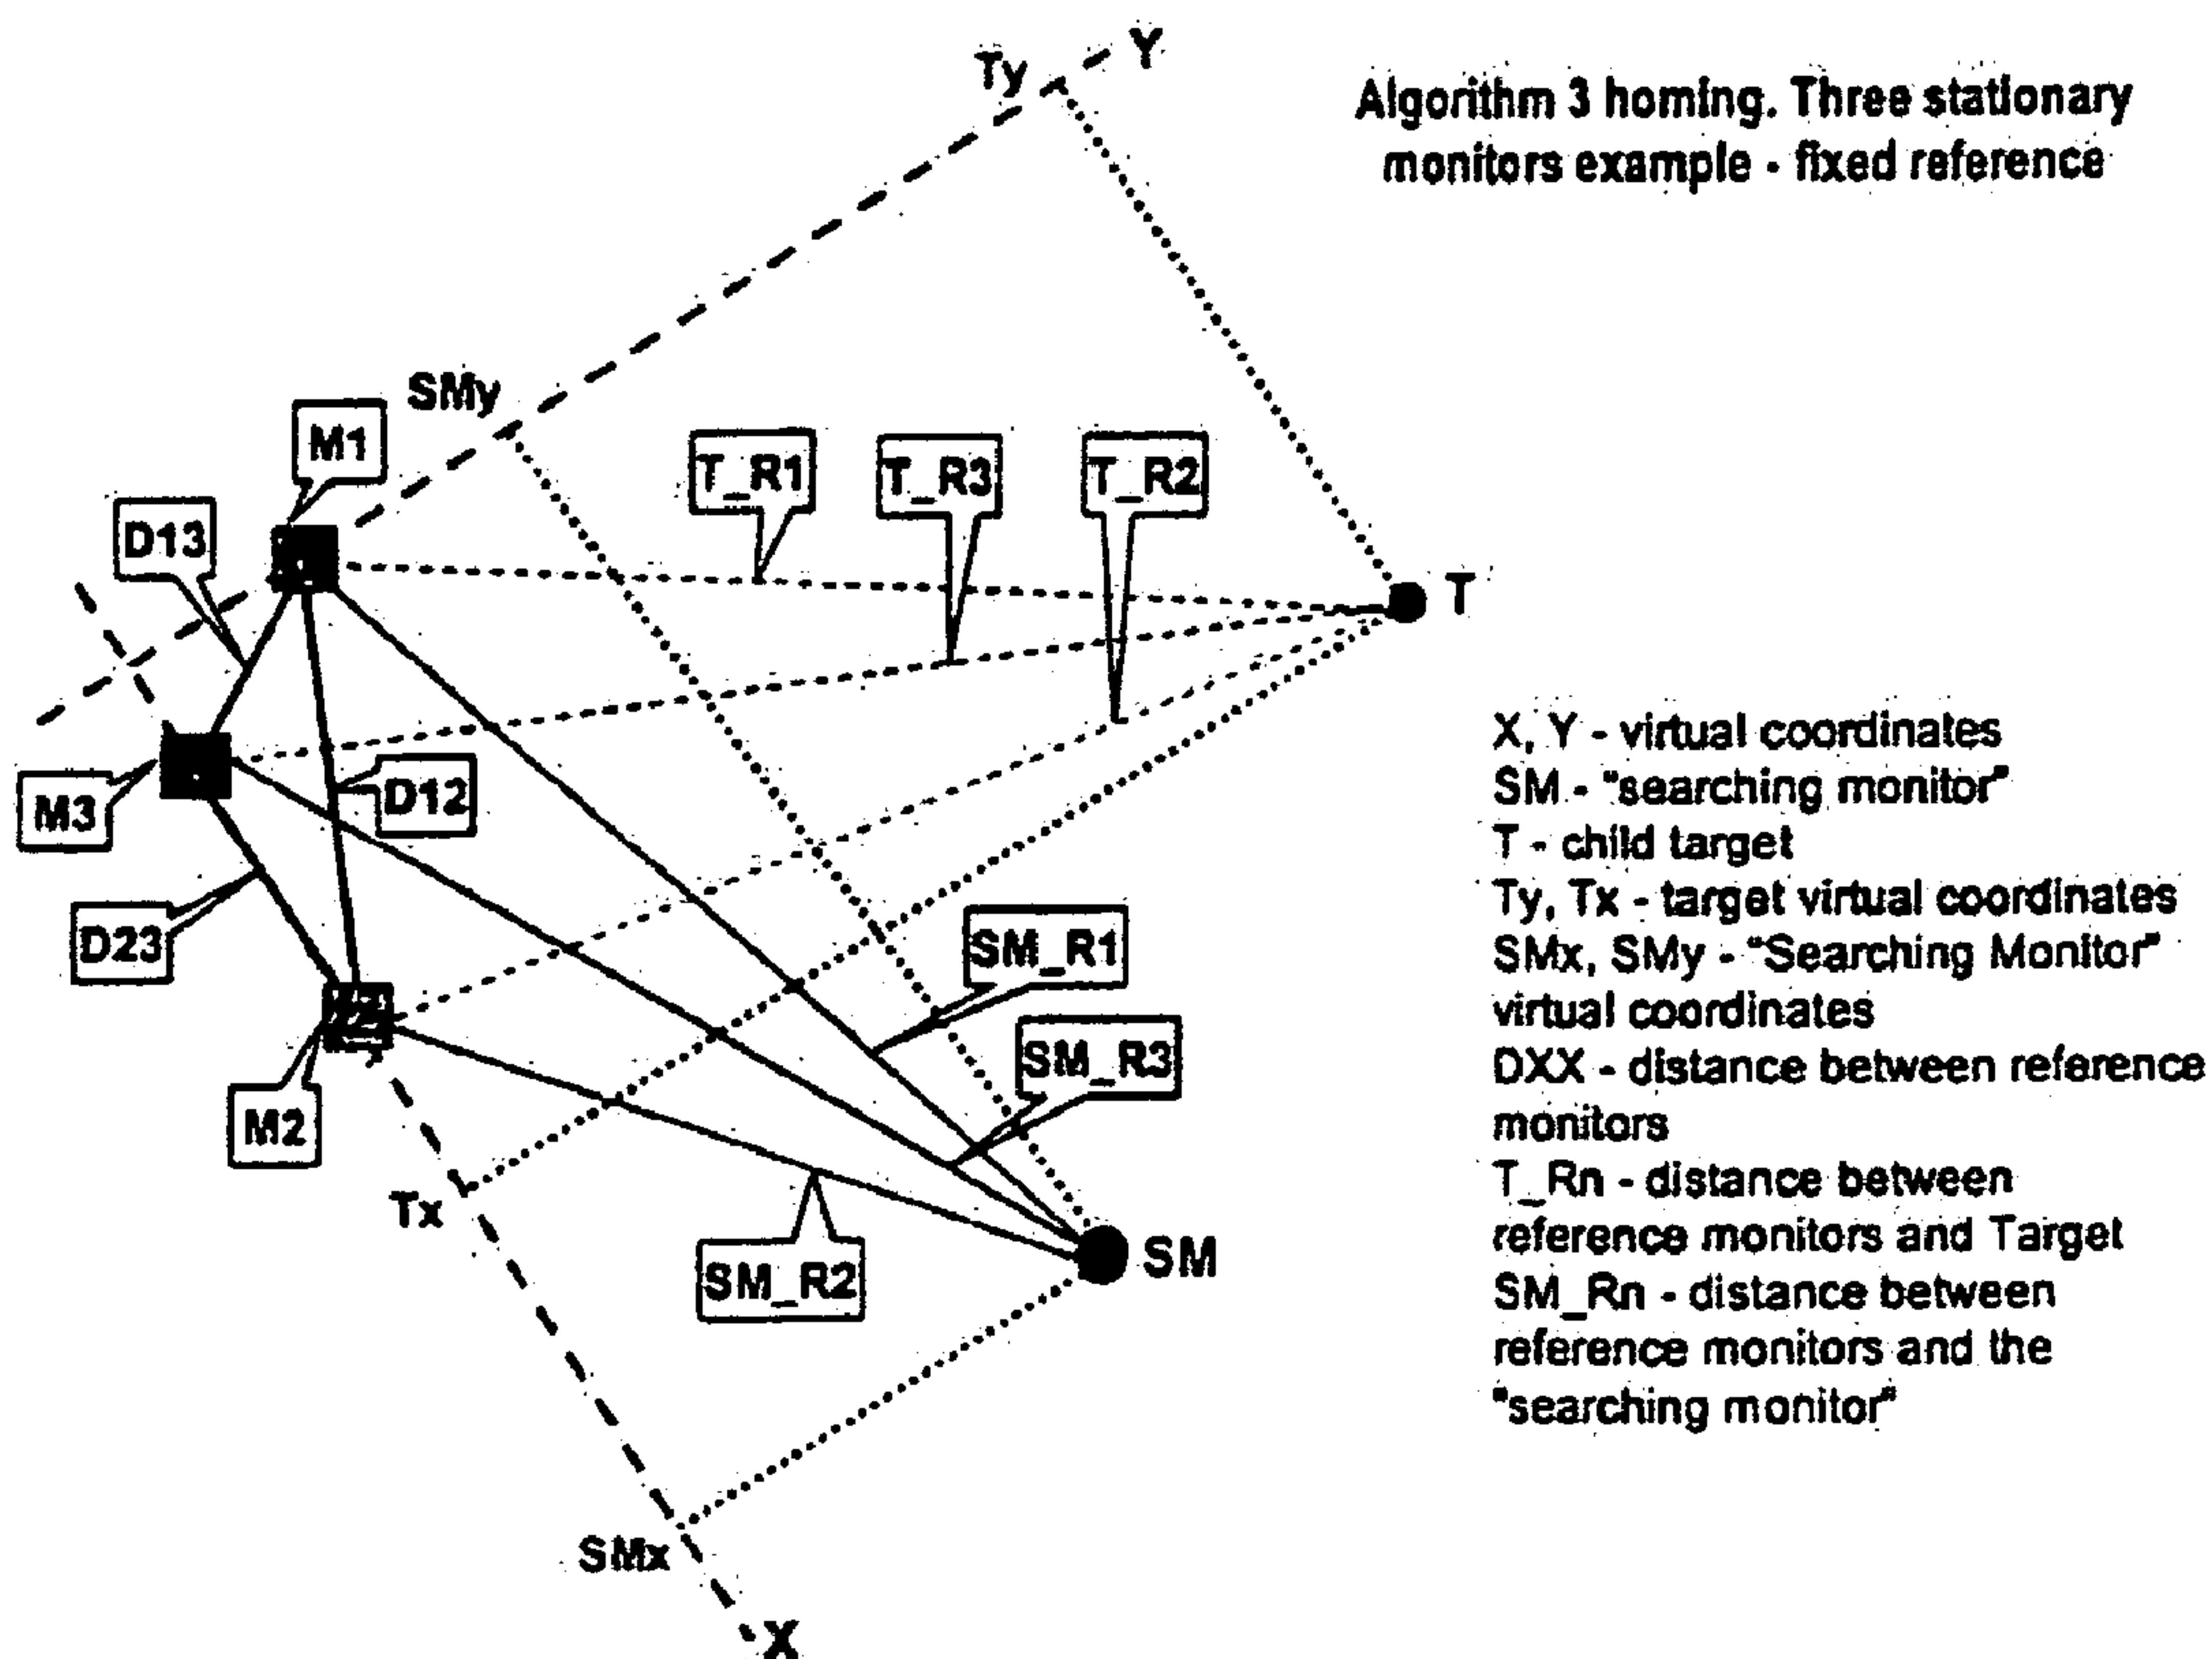 Y
Ty
Algorithm 3 homing. Three stationary
monitors example - fixed reference
SMy
M1
T_R1
T_R3
T_R2
D13
T
M3
D12
D23
M2
SM_R1
SM_R3
Tx
SM_R2
SM
SMx
X
X, Y - virtual coordinates
SM - "searching monitor"
T - child target
Ty, Tx - target virtual coordinates
SMx, SMy - "Searching Monitor"
virtual coordinates
DXX - distance between reference
monitors
T_Rn - distance between
reference monitors and Target
SM_Rn - distance between
reference monitors and the
"searching monitor"